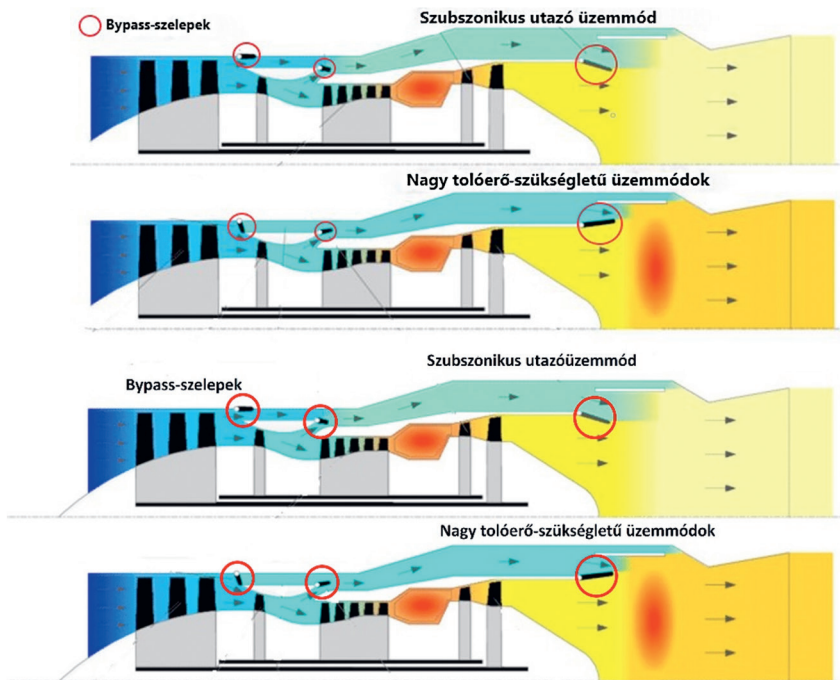 Bypass-szelepek
Szubszonikus utazó üzemmód
Nagy tolóerő-szükségletű üzemmódok
Szubszonikus utazóüzemmód
Bypass-szelepek
Nagy tolóerő-szükségletű üzemmódok